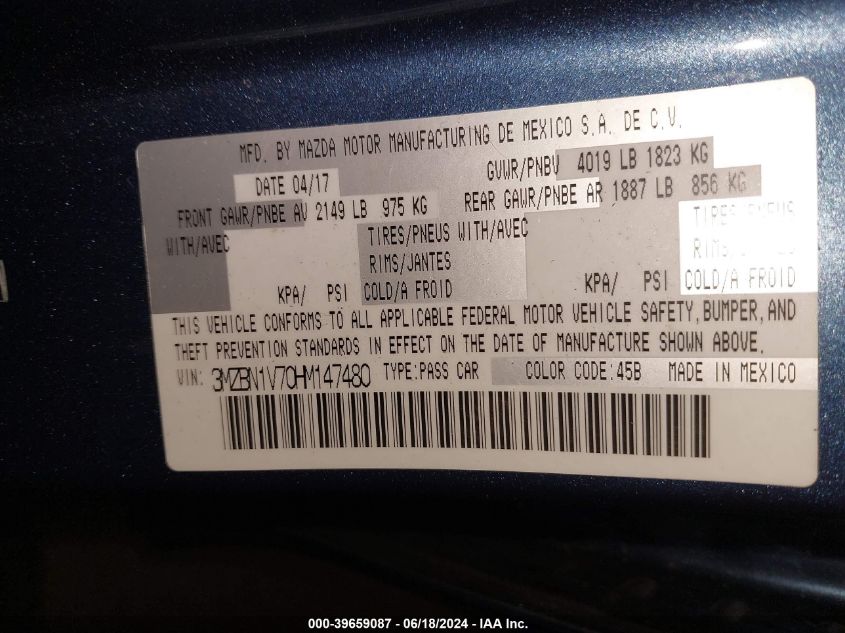 MFD. BY MAZDA MOTOR MANUFACTURING DE MEXICO S.A. DE C.V.
DATE 04/17 GVWR/PNBV 4019 LB 1823 KG
FRONT GAWR/PNBE AV 2149 LB 975 KG REAR GAWR/PNBE AR 1887 LB 856 KG
WITH/AVEC TIRES/PNEUS WITH/AVEC TIRES/PNEUS
RIMS/JANTES RIMS/
KPA/ PSI COLD/A FROID KPA/ PSI COLD/A FROID
THIS VEHICLE CONFORMS TO ALL APPLICABLE FEDERAL MOTOR VEHICLE SAFETY, BUMPER, AND
THEFT PREVENTION STANDARDS IN EFFECT ON THE DATE OF MANUFACTURE SHOWN ABOVE.
VIN: 3MZBN1V70HM147480 TYPE:PASS CAR COLOR CODE:45B MADE IN MEXICO
000-39659087 - 06/18/2024 - IAA Inc.